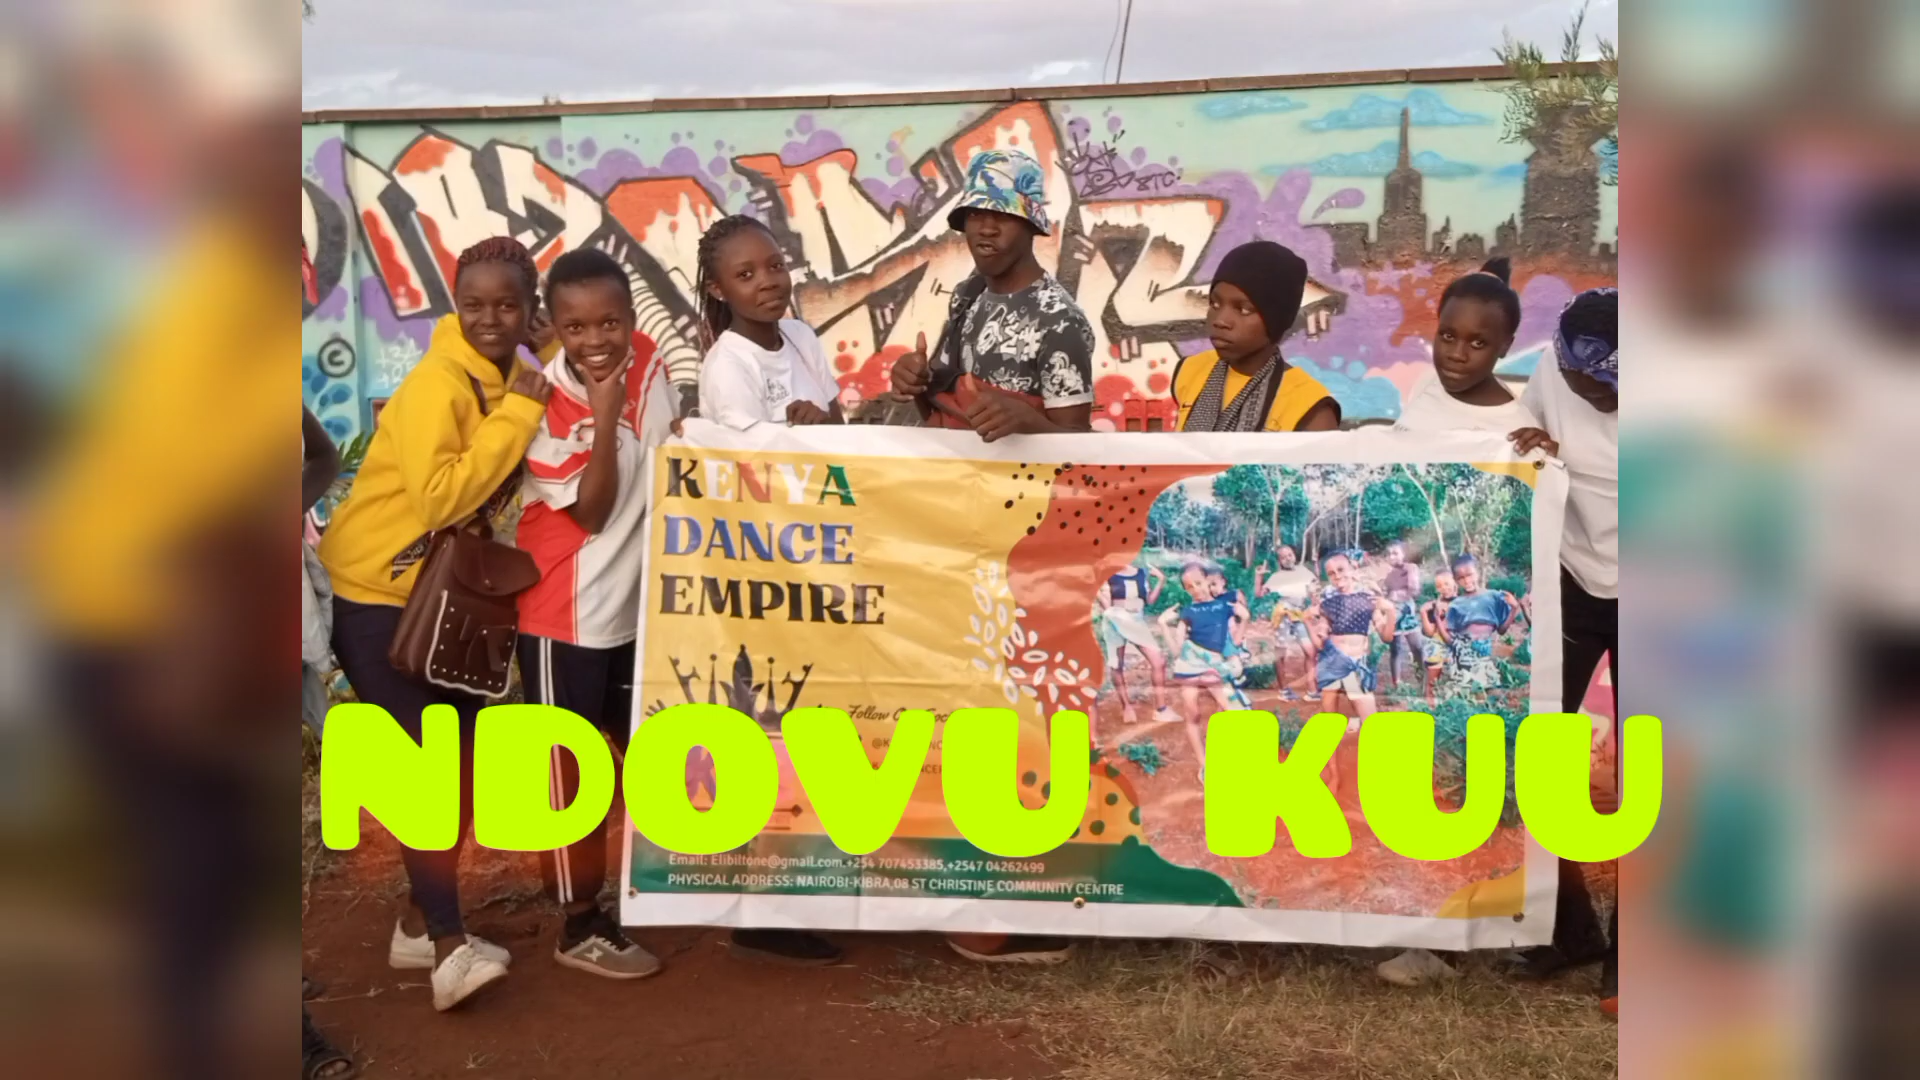 KENYA
DANCE
EMPIRE
Follow
NDOVU KUU
Email: Elibiltone@gmail.com,+254 707453385,+2547 04262499
PHYSICAL ADDRESS: NAIROBI-KIBRA,08 ST CHRISTINE COMMUNITY CENTRE